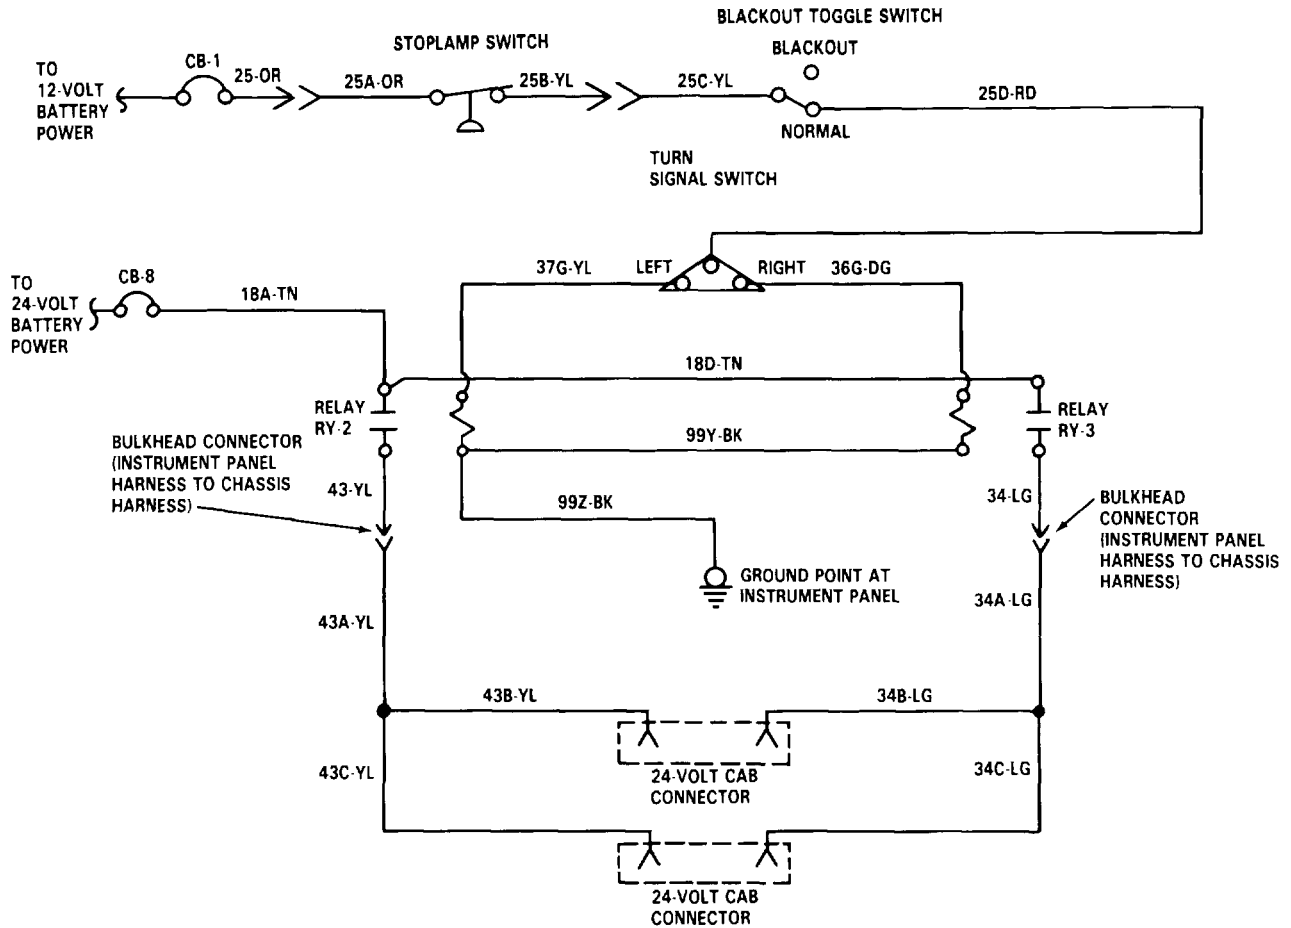 BLACKOUT TOGGLE SWITCH
STOPLAMP SWITCH
BLACKOUT
CB-1
TO
12-VOLT
BATTERY
POWER
25-OR
25A-OR
25B-YL
25C-YL
25D-RD
NORMAL
TURN
SIGNAL SWITCH
37G-YL
LEFT
RIGHT
36G-DG
TO
24-VOLT
BATTERY
POWER
CB-8
18A-TN
18D-TN
RELAY
RY-2
RELAY
RY-3
99Y-BK
BULKHEAD CONNECTOR
(INSTRUMENT PANEL
HARNESS TO CHASSIS
HARNESS)
43-YL
99Z-BK
34-LG
BULKHEAD
CONNECTOR
(INSTRUMENT PANEL
HARNESS TO CHASSIS
HARNESS)
GROUND POINT AT
INSTRUMENT PANEL
43A-YL
34A-LG
43B-YL
34B-LG
43C-YL
24-VOLT CAB
CONNECTOR
34C-LG
24-VOLT CAB
CONNECTOR